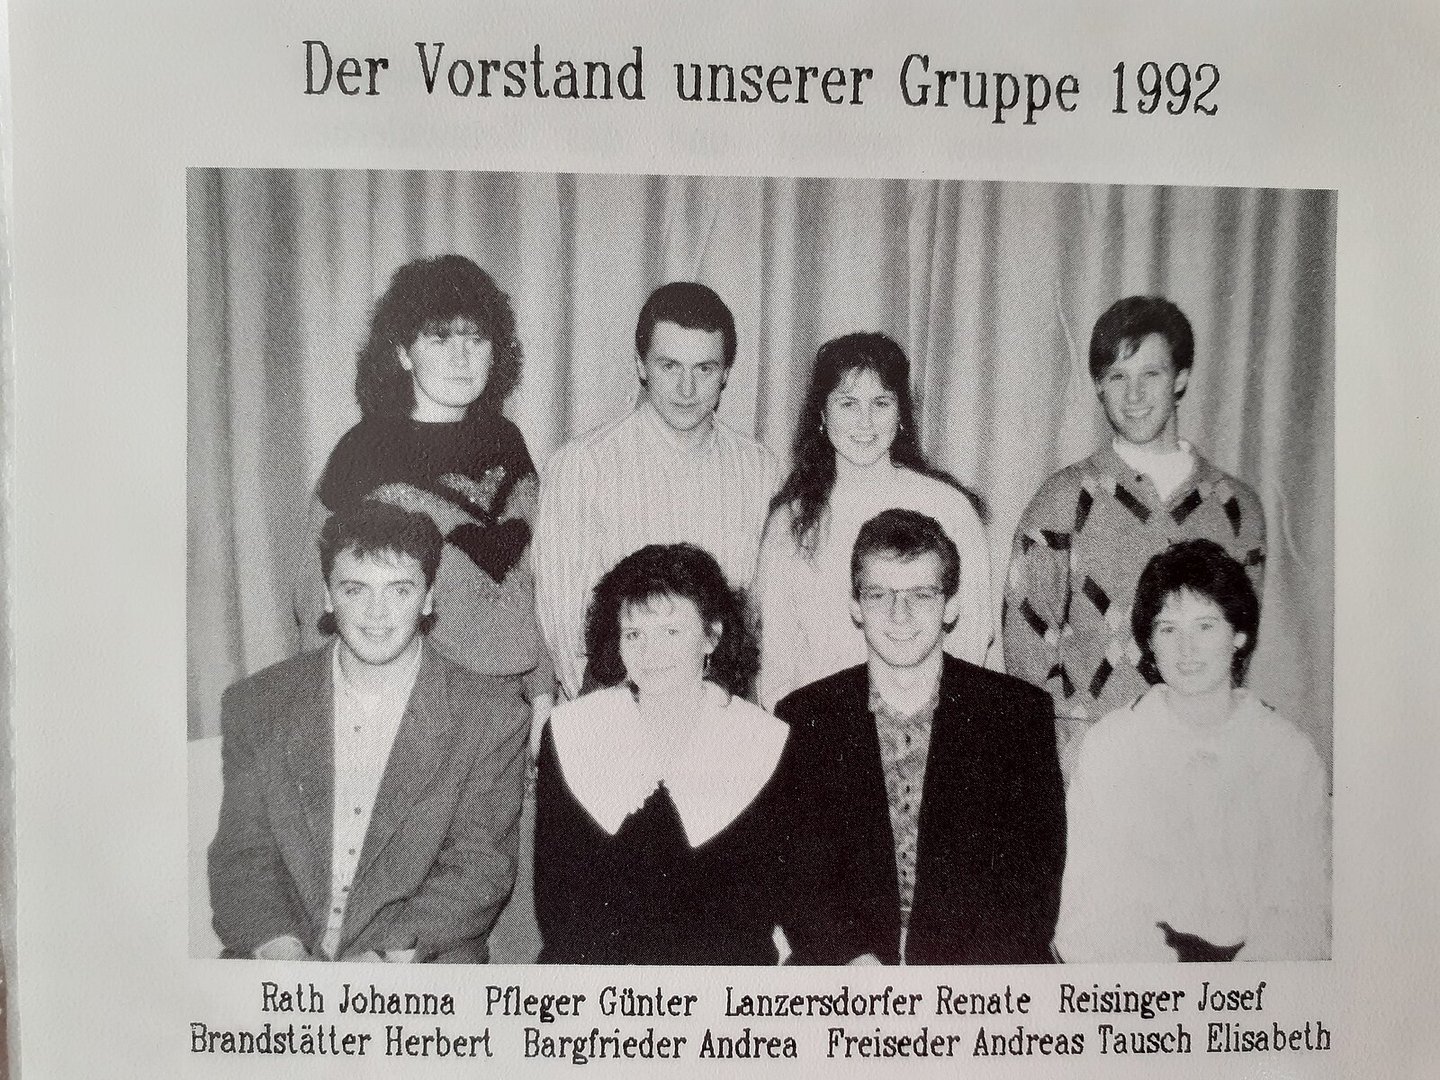 Der Vorstand unserer Gruppe 1992
Rath Johanna Pfleger Günter Lanzersdorfer Renate Reisinger Josef
Brandstätter Herbert Bargfrieder Andrea Freiseder Andreas Tausch Elisabeth